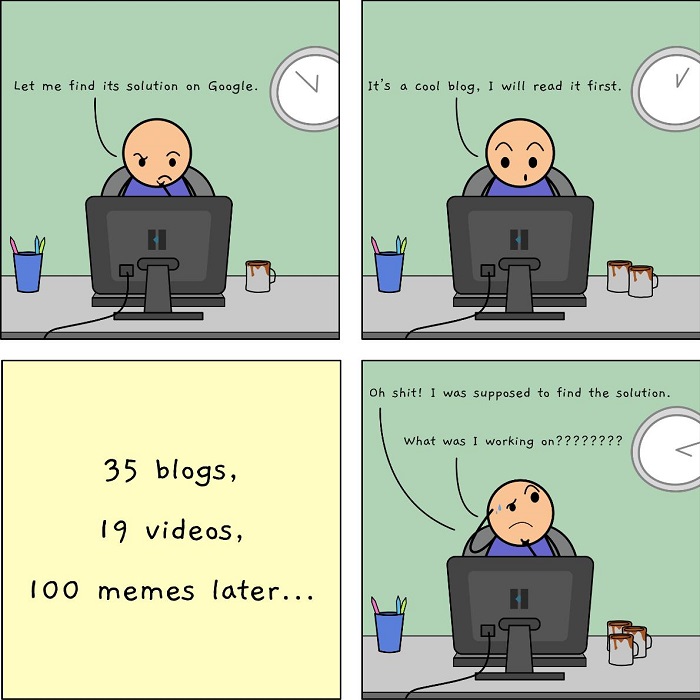 Let me find its solution on Google.
It's a cool blog, I will read it first.
35 blogs,
19 videos,
100 memes later...
Oh shit! I was supposed to find the solution.
What was I working on????????